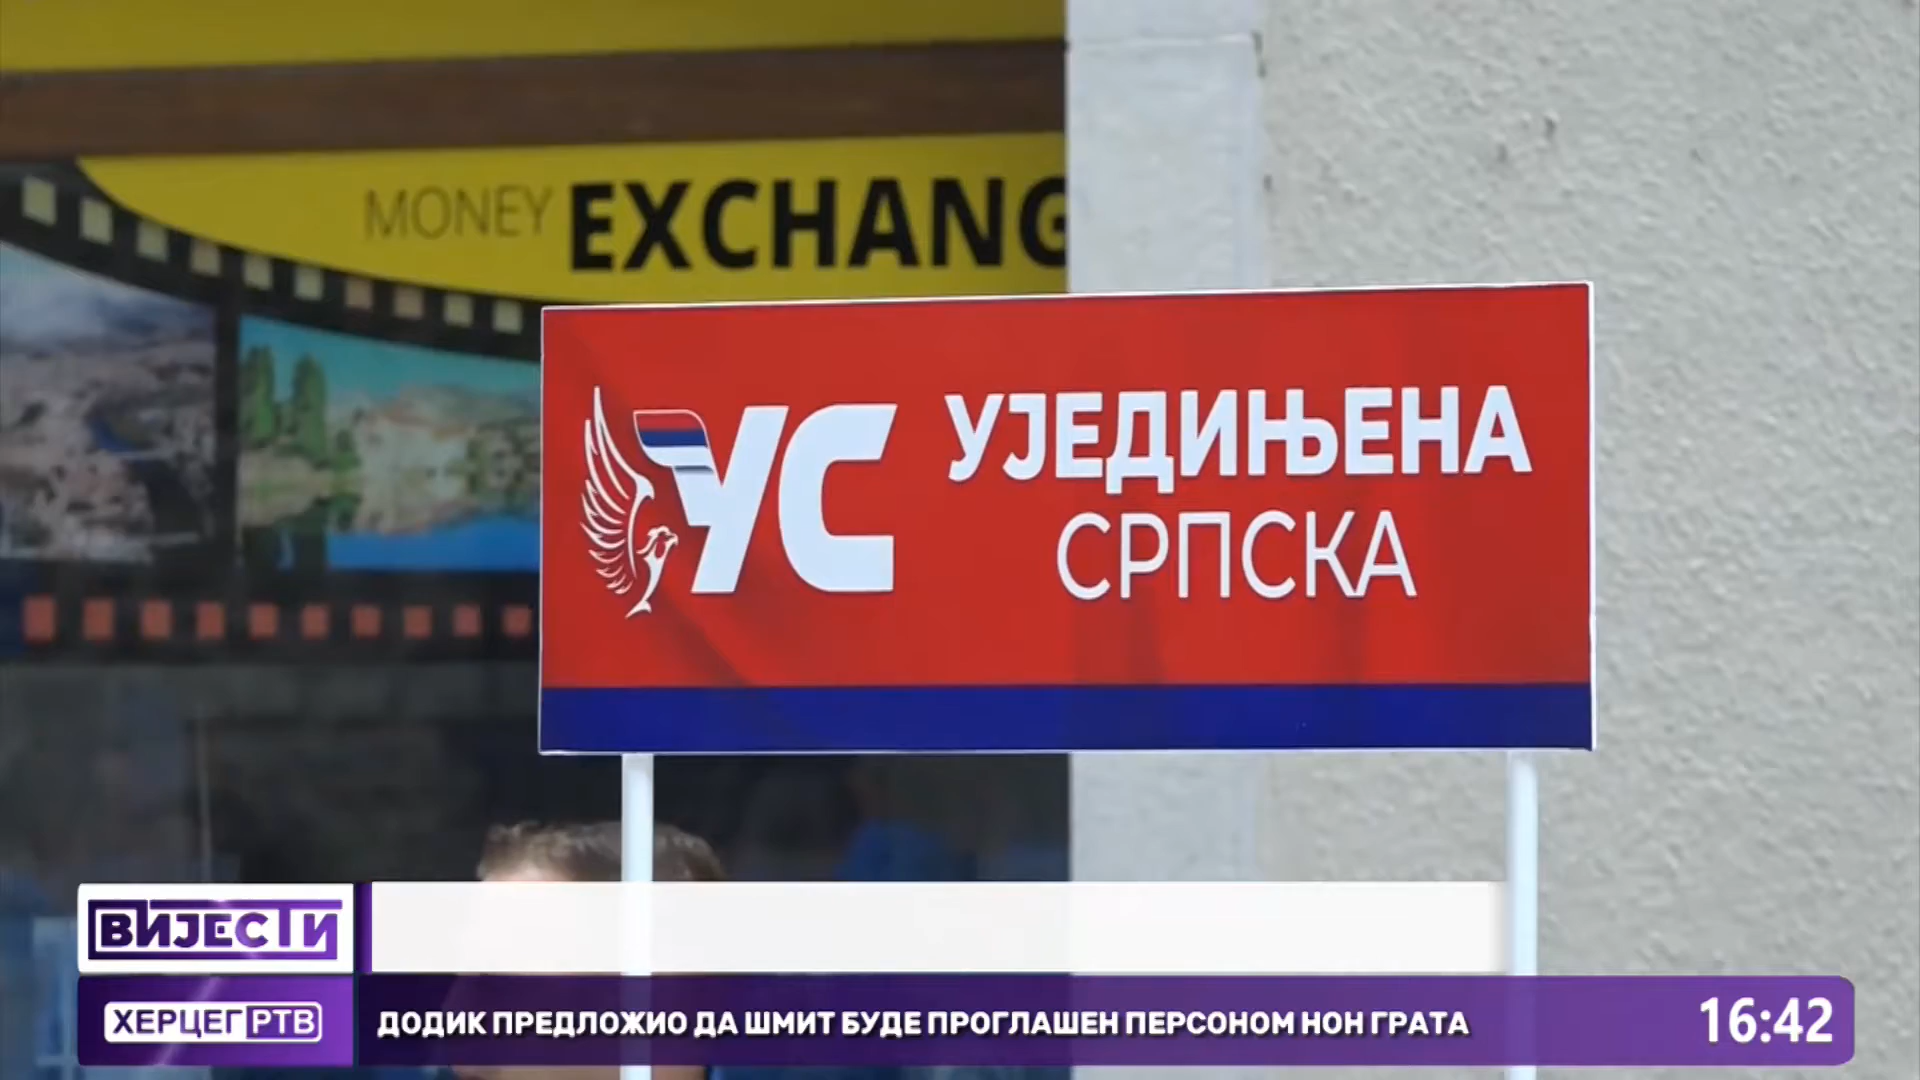 MONEY EXCHANG
УС
УЈЕДИЊЕНА
СРПСКА
ВИЈЕСТИ
ХЕРЦЕГ РТВ
ДОДИК ПРЕДЛОЖИО ДА ШМИТ БУДЕ ПРОГЛАШЕН ПЕРСОНОМ НОН ГРАТА
16:42